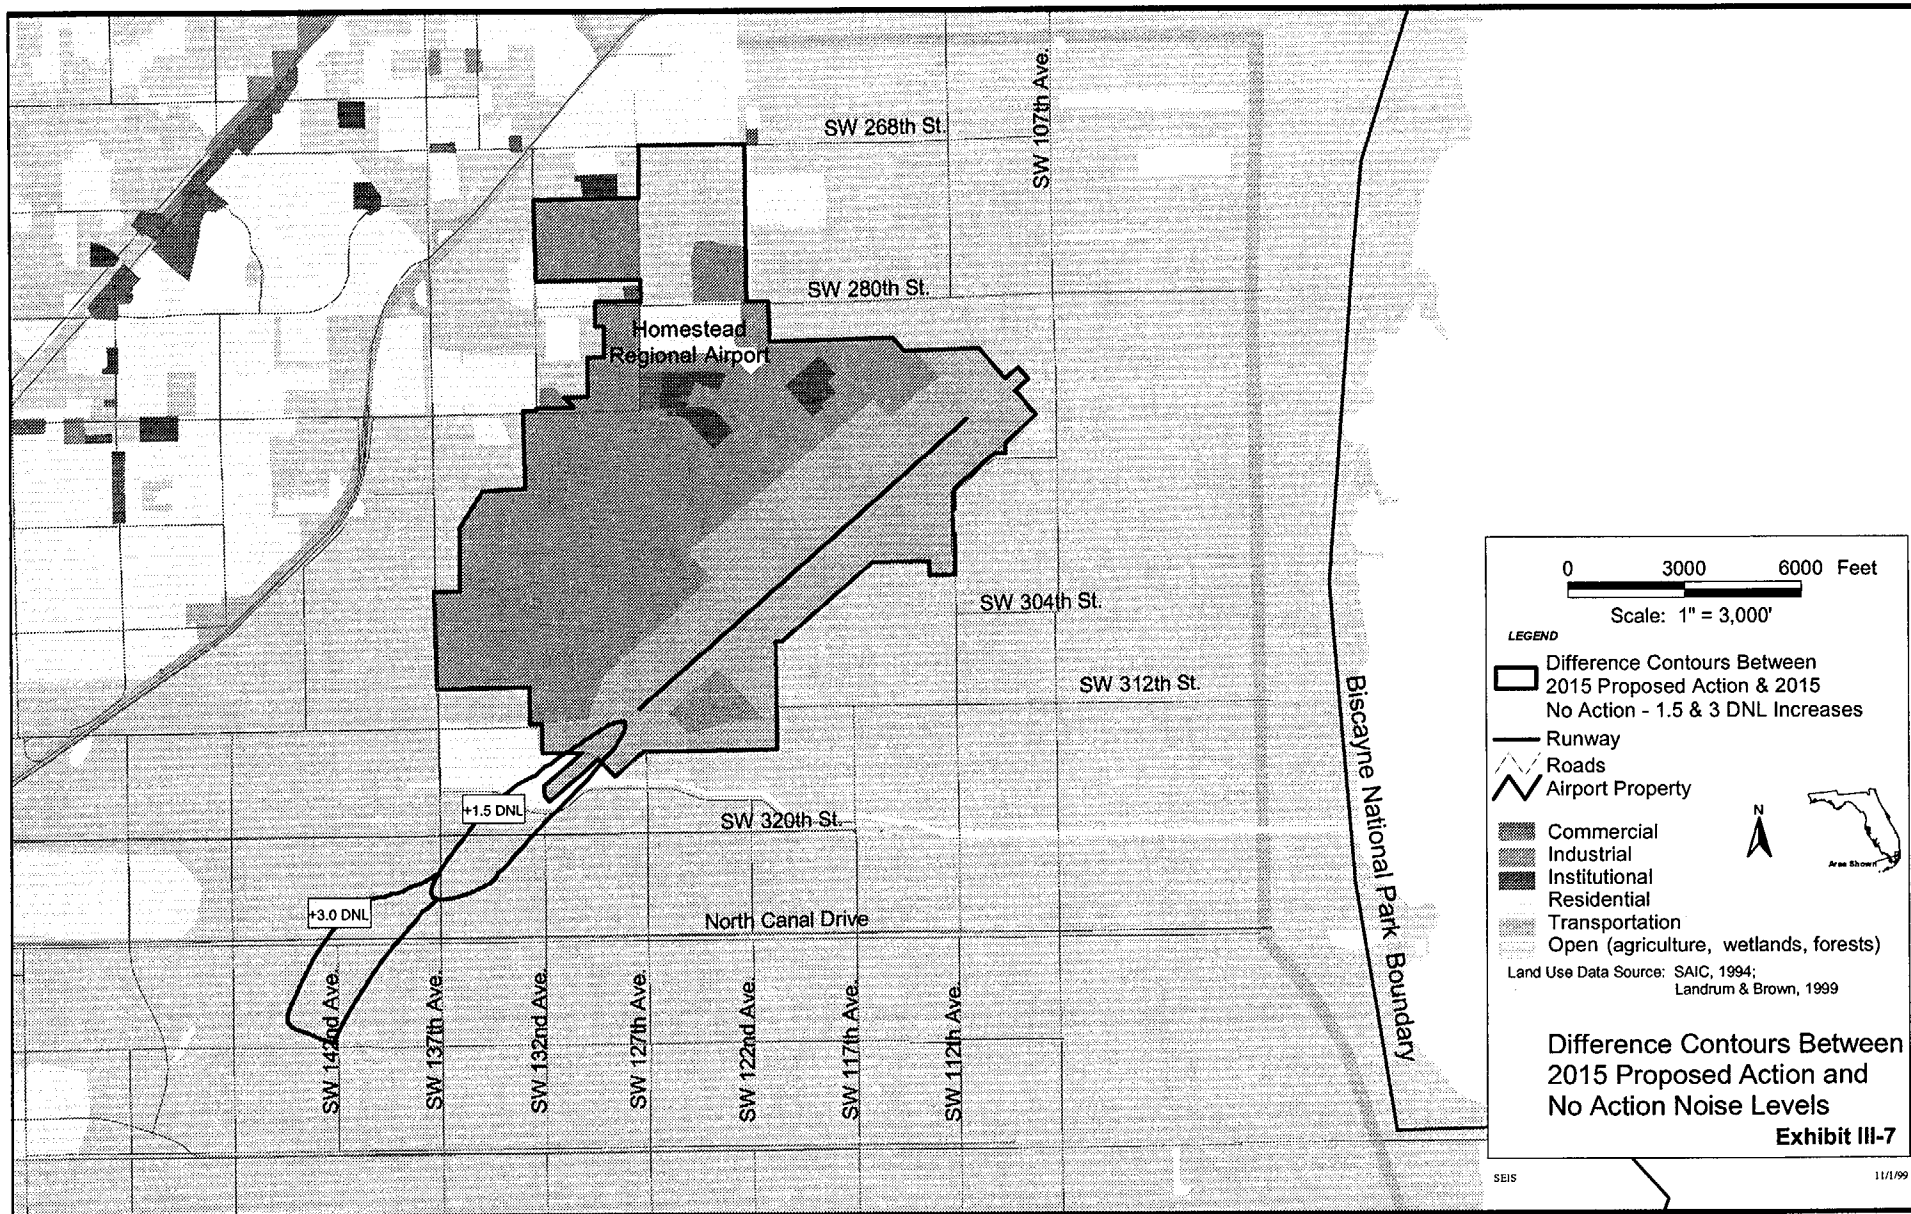 SW 107th Ave.
SW 268th St.
SW 280th St.
Homestead
Regional Airport
SW 304th St.
SW 312th St.
+1.5 DNL
SW 320th St.
+3.0 DNL
North Canal Drive
SW 142nd Ave.
SW 137th Ave.
SW 132nd Ave.
SW 127th Ave.
SW 122nd Ave.
SW 117th Ave.
SW 112th Ave.
Biscayne National Park Boundary
0 3000 6000 Feet
Scale: 1" = 3,000'
LEGEND
Difference Contours Between
2015 Proposed Action & 2015
No Action - 1.5 & 3 DNL Increases
Runway
Roads
Airport Property
N
Area Shown
Commercial
Industrial
Institutional
Residential
Transportation
Open (agriculture, wetlands, forests)
Land Use Data Source: SAIC, 1994;
Landrum & Brown, 1999
Difference Contours Between
2015 Proposed Action and
No Action Noise Levels
Exhibit III-7
SEIS
11/1/99